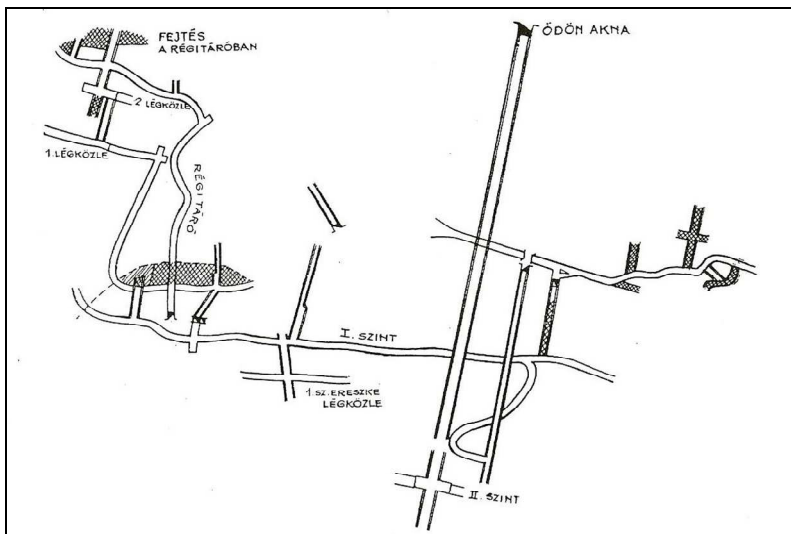 FEJTÉS
A RÉGITÁRÓBAN
ÖDÖN AKNA
2 LÉGKÖZLE
1. LÉGKÖZLE
RÉGI TÁRÓ
I. SZINT
1. SZ. ERESZKE
LÉGKÖZLE
II. SZINT